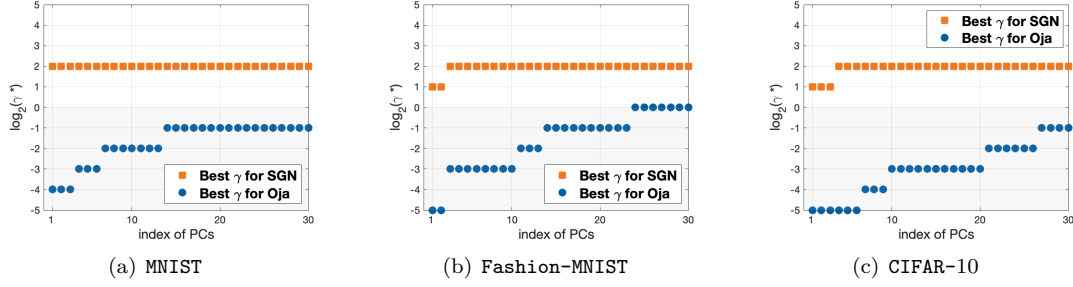 5
4
3
2
1
0
-1
-2
-3
-4
-5
log2(γ*)
Best γ for SGN
Best γ for Oja
1 10 20 30
index of PCs
(a) MNIST
5
4
3
2
1
0
-1
-2
-3
-4
-5
log2(γ*)
Best γ for SGN
Best γ for Oja
1 10 20 30
index of PCs
(b) Fashion-MNIST
5
4
3
2
1
0
-1
-2
-3
-4
-5
log2(γ*)
Best γ for SGN
Best γ for Oja
1 10 20 30
index of PCs
(c) CIFAR-10